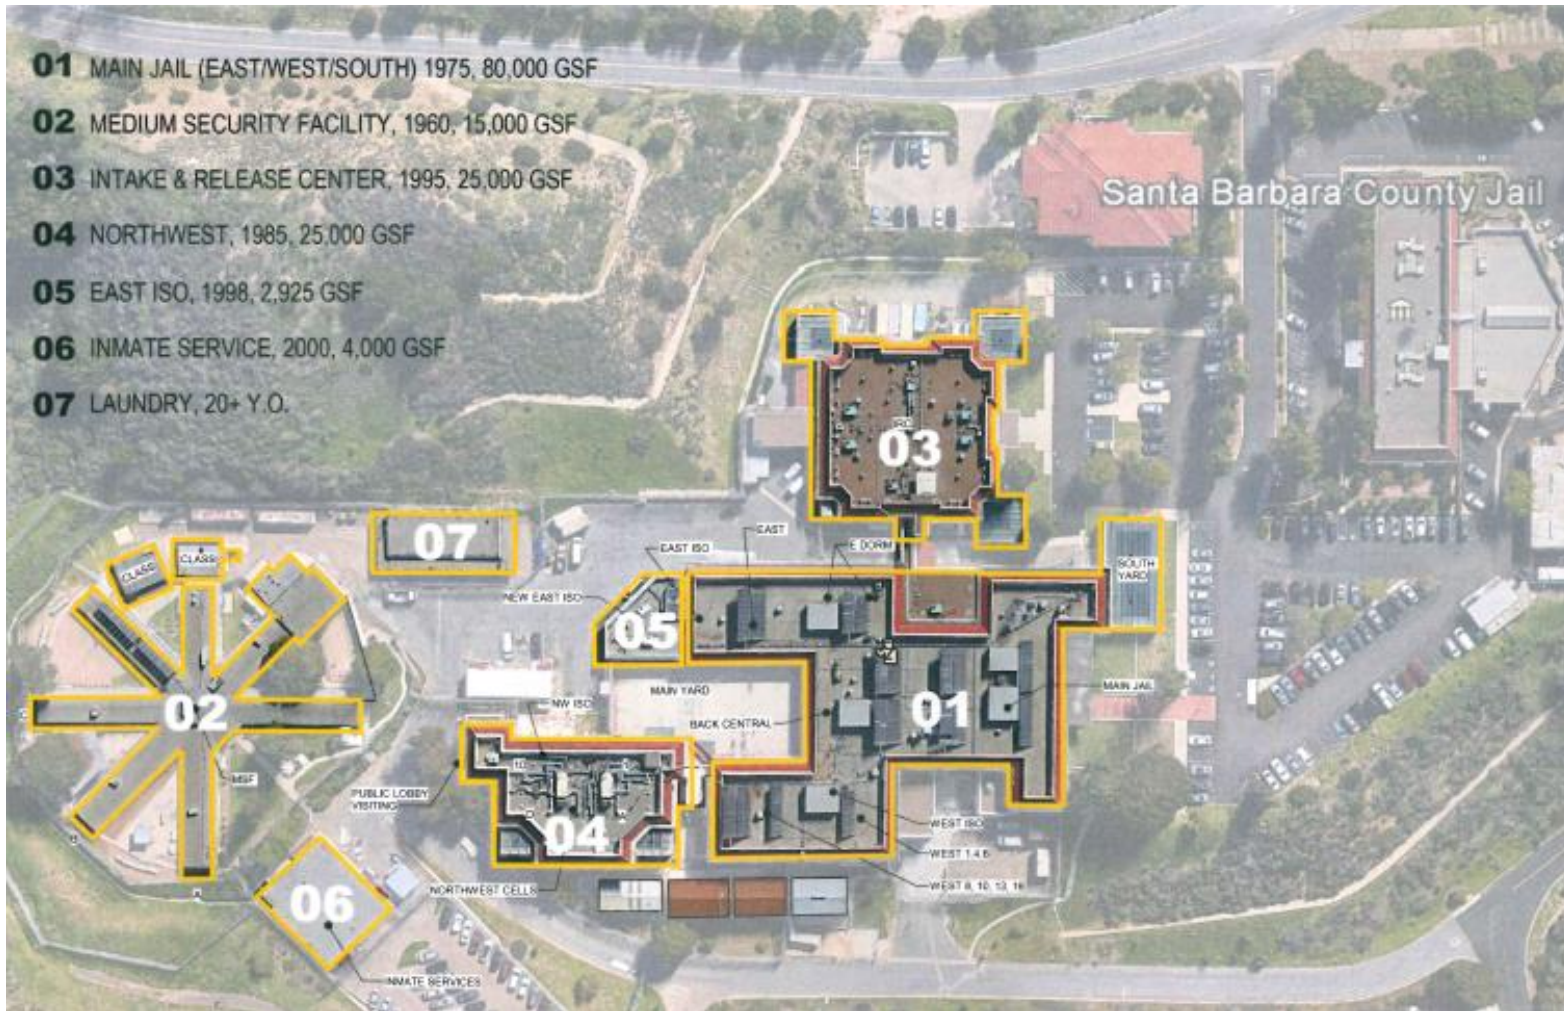 01 MAIN JAIL (EAST/WEST/SOUTH) 1975, 80,000 GSF
02 MEDIUM SECURITY FACILITY, 1960, 15,000 GSF
03 INTAKE & RELEASE CENTER, 1995, 25,000 GSF
04 NORTHWEST, 1985, 25,000 GSF
05 EAST ISO, 1998, 2,925 GSF
06 INMATE SERVICE, 2000, 4,000 GSF
07 LAUNDRY, 20+ Y.O.
Santa Barbara County Jail
IRC
03
07
EAST
EAST ISO
E DORM
CLASS
CLASS
SOUTH
YARD
NEW EAST ISO
05
MAIN YARD
MAIN JAIL
NW ISO
02
01
BACK CENTRAL
MSF
PUBLIC LOBBY
VISITING
04
WEST ISO
WEST 1.4.6
WEST 8, 10, 13, 16
NORTHWEST CELLS
06
INMATE SERVICES